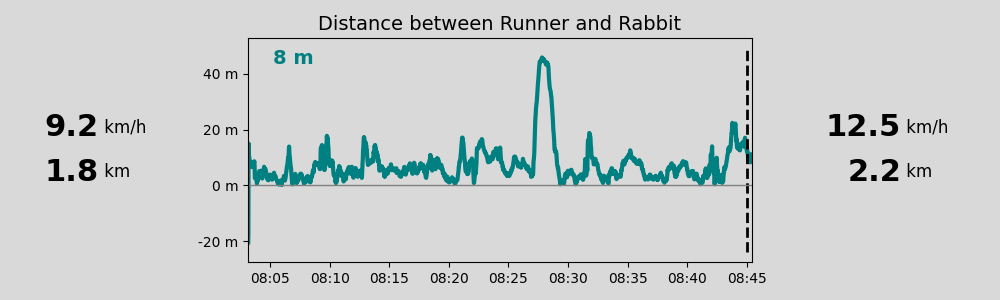 Distance between Runner and Rabbit
8 m
40 m
20 m
0 m
-20 m
08:05 08:10 08:15 08:20 08:25 08:30 08:35 08:40 08:45
9.2 km/h
1.8 km
12.5 km/h
2.2 km